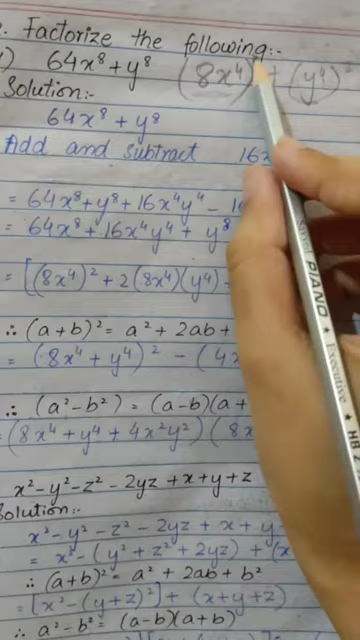 . Factorize the following:-
) 64x⁸ + y⁸ (8x⁴) + (y⁴)²
Solution:-
64x⁸ + y⁸
Add and subtract 16x
= 64x⁸ + y⁸ + 16x⁴y⁴ - 16
= 64x⁸ + 16x⁴y⁴ + y⁸
= [(8x⁴)² + 2(8x⁴)(y⁴)
∴ (a+b)² = a² + 2ab +
= (8x⁴ + y⁴)² - (4x
∴ (a²-b²) = (a-b)(a+
=(8x⁴ + y⁴ + 4x²y²)(8x
x²-y²-z²-2yz+x+y+z
Solution:-
x²-y²-z²-2yz+x+y
= x²-(y²+z²+2yz)+(x
∴ (a+b)² = a² + 2ab + b²
=[x²-(y+z)²]+(x+y+z)
∴ a²-b² = (a-b)(a+b)
PIANO
HB 2